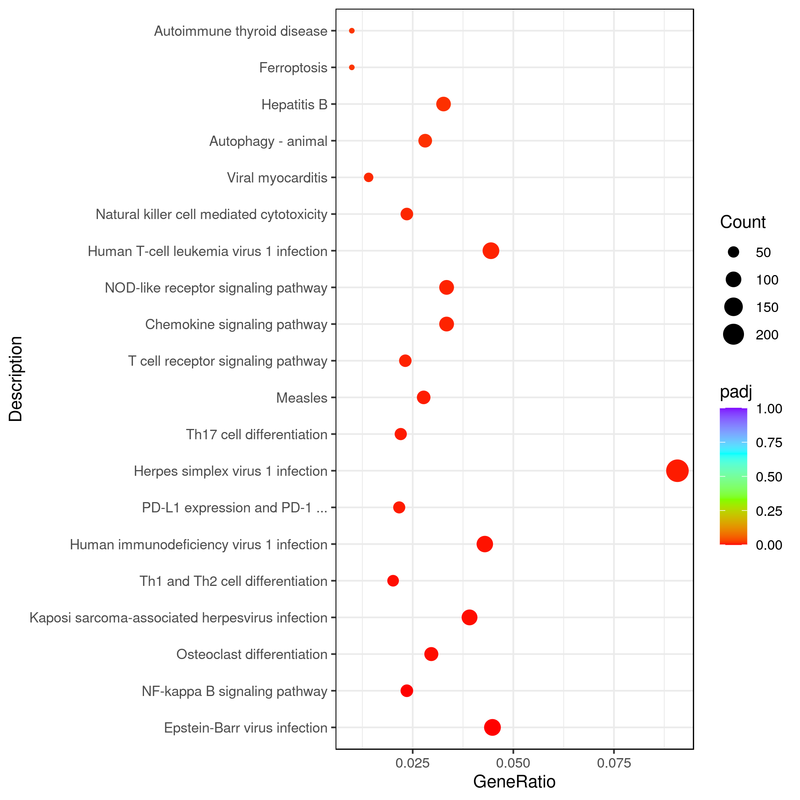 Autoimmune thyroid disease
Ferroptosis
Hepatitis B
Autophagy - animal
Viral myocarditis
Natural killer cell mediated cytotoxicity
Human T-cell leukemia virus 1 infection
NOD-like receptor signaling pathway
Chemokine signaling pathway
T cell receptor signaling pathway
Measles
Th17 cell differentiation
Herpes simplex virus 1 infection
PD-L1 expression and PD-1 ...
Human immunodeficiency virus 1 infection
Th1 and Th2 cell differentiation
Kaposi sarcoma-associated herpesvirus infection
Osteoclast differentiation
NF-kappa B signaling pathway
Epstein-Barr virus infection
Description
0.025 0.050 0.075
GeneRatio
Count
50
100
150
200
padj
1.00
0.75
0.50
0.25
0.00